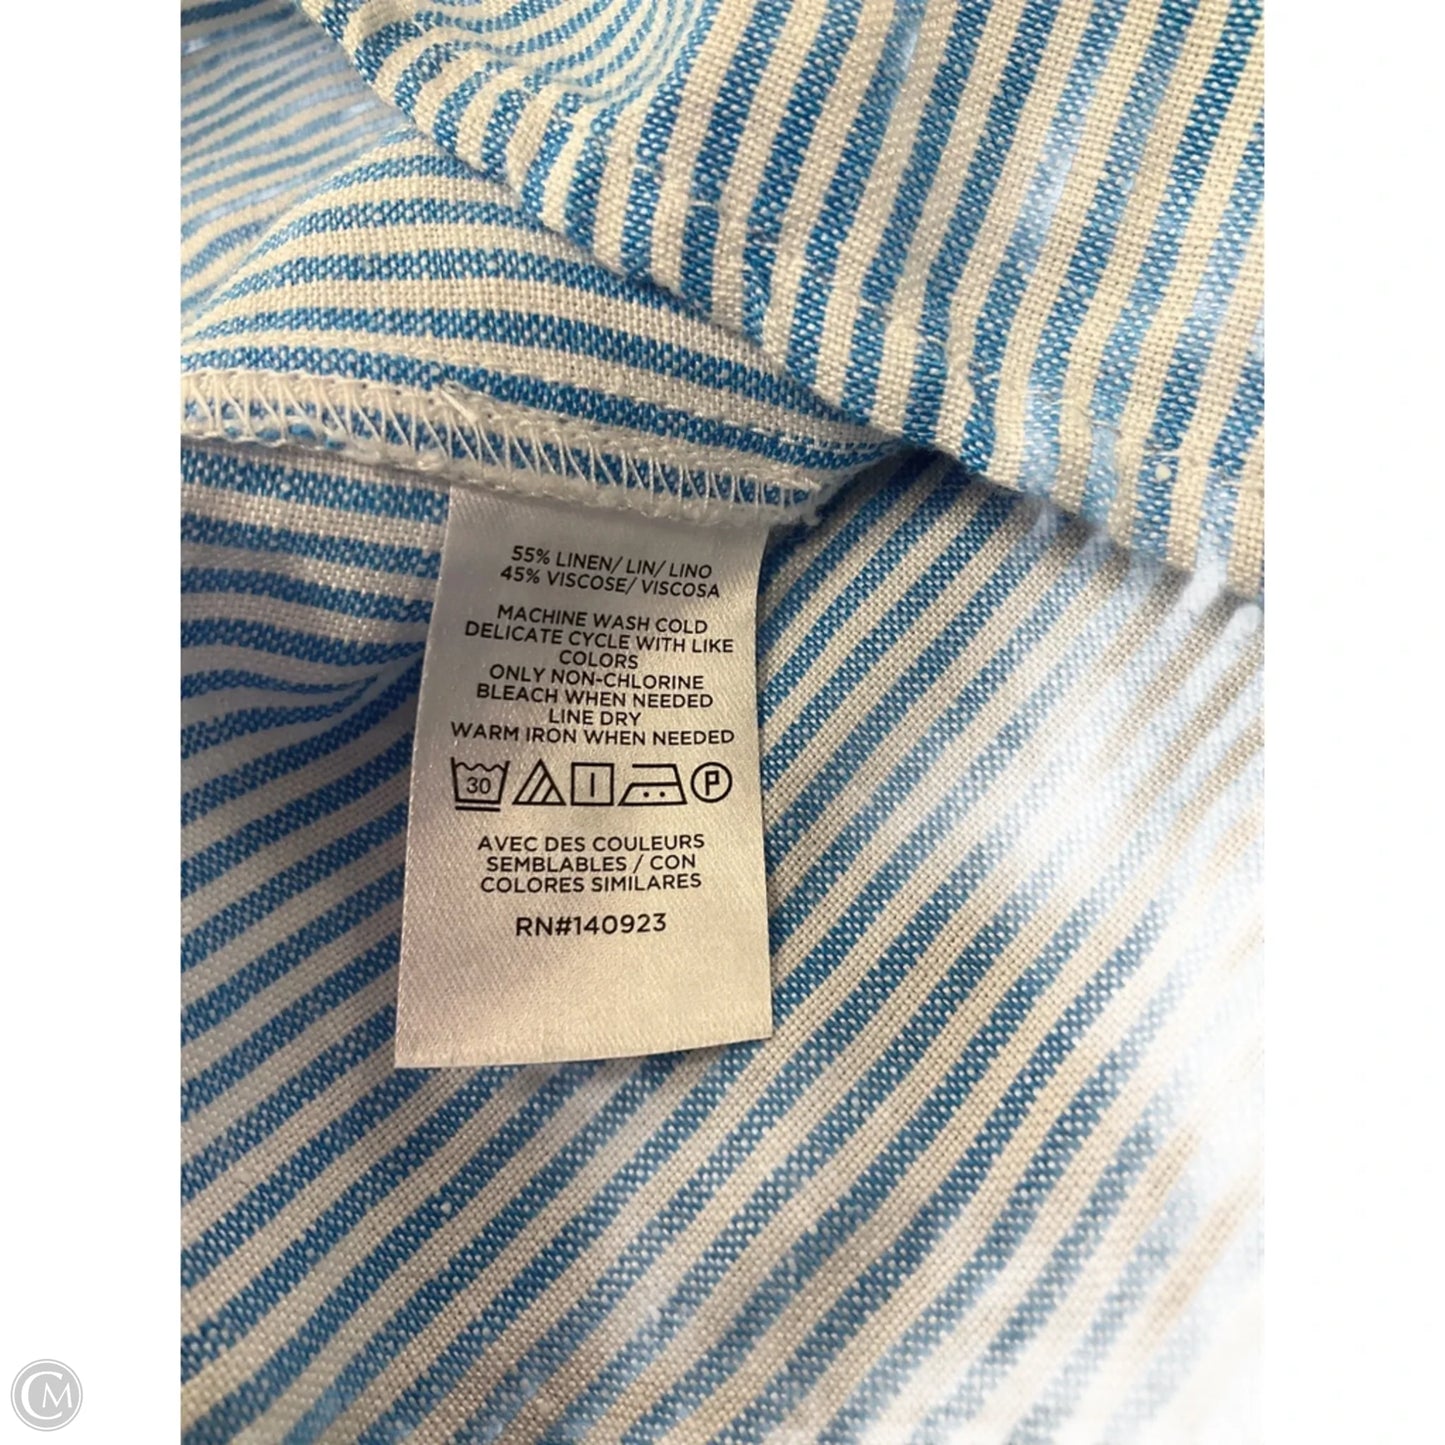 55% LINEN/ LIN/ LINO
45% VISCOSE/ VISCOSA
MACHINE WASH COLD
DELICATE CYCLE WITH LIKE
COLORS
ONLY NON-CHLORINE
BLEACH WHEN NEEDED
LINE DRY
WARM IRON WHEN NEEDED
30 P
AVEC DES COULEURS
SEMBLABLES / CON
COLORES SIMILARES
RN#140923
CM